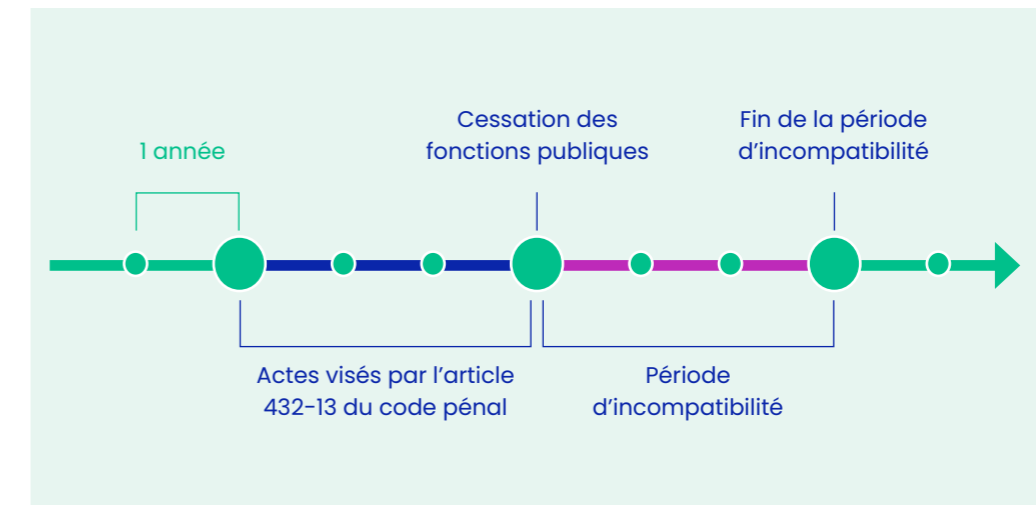 1 année
Cessation des
fonctions publiques
Fin de la période
d’incompatibilité
Actes visés par l’article
432-13 du code pénal
Période
d’incompatibilité